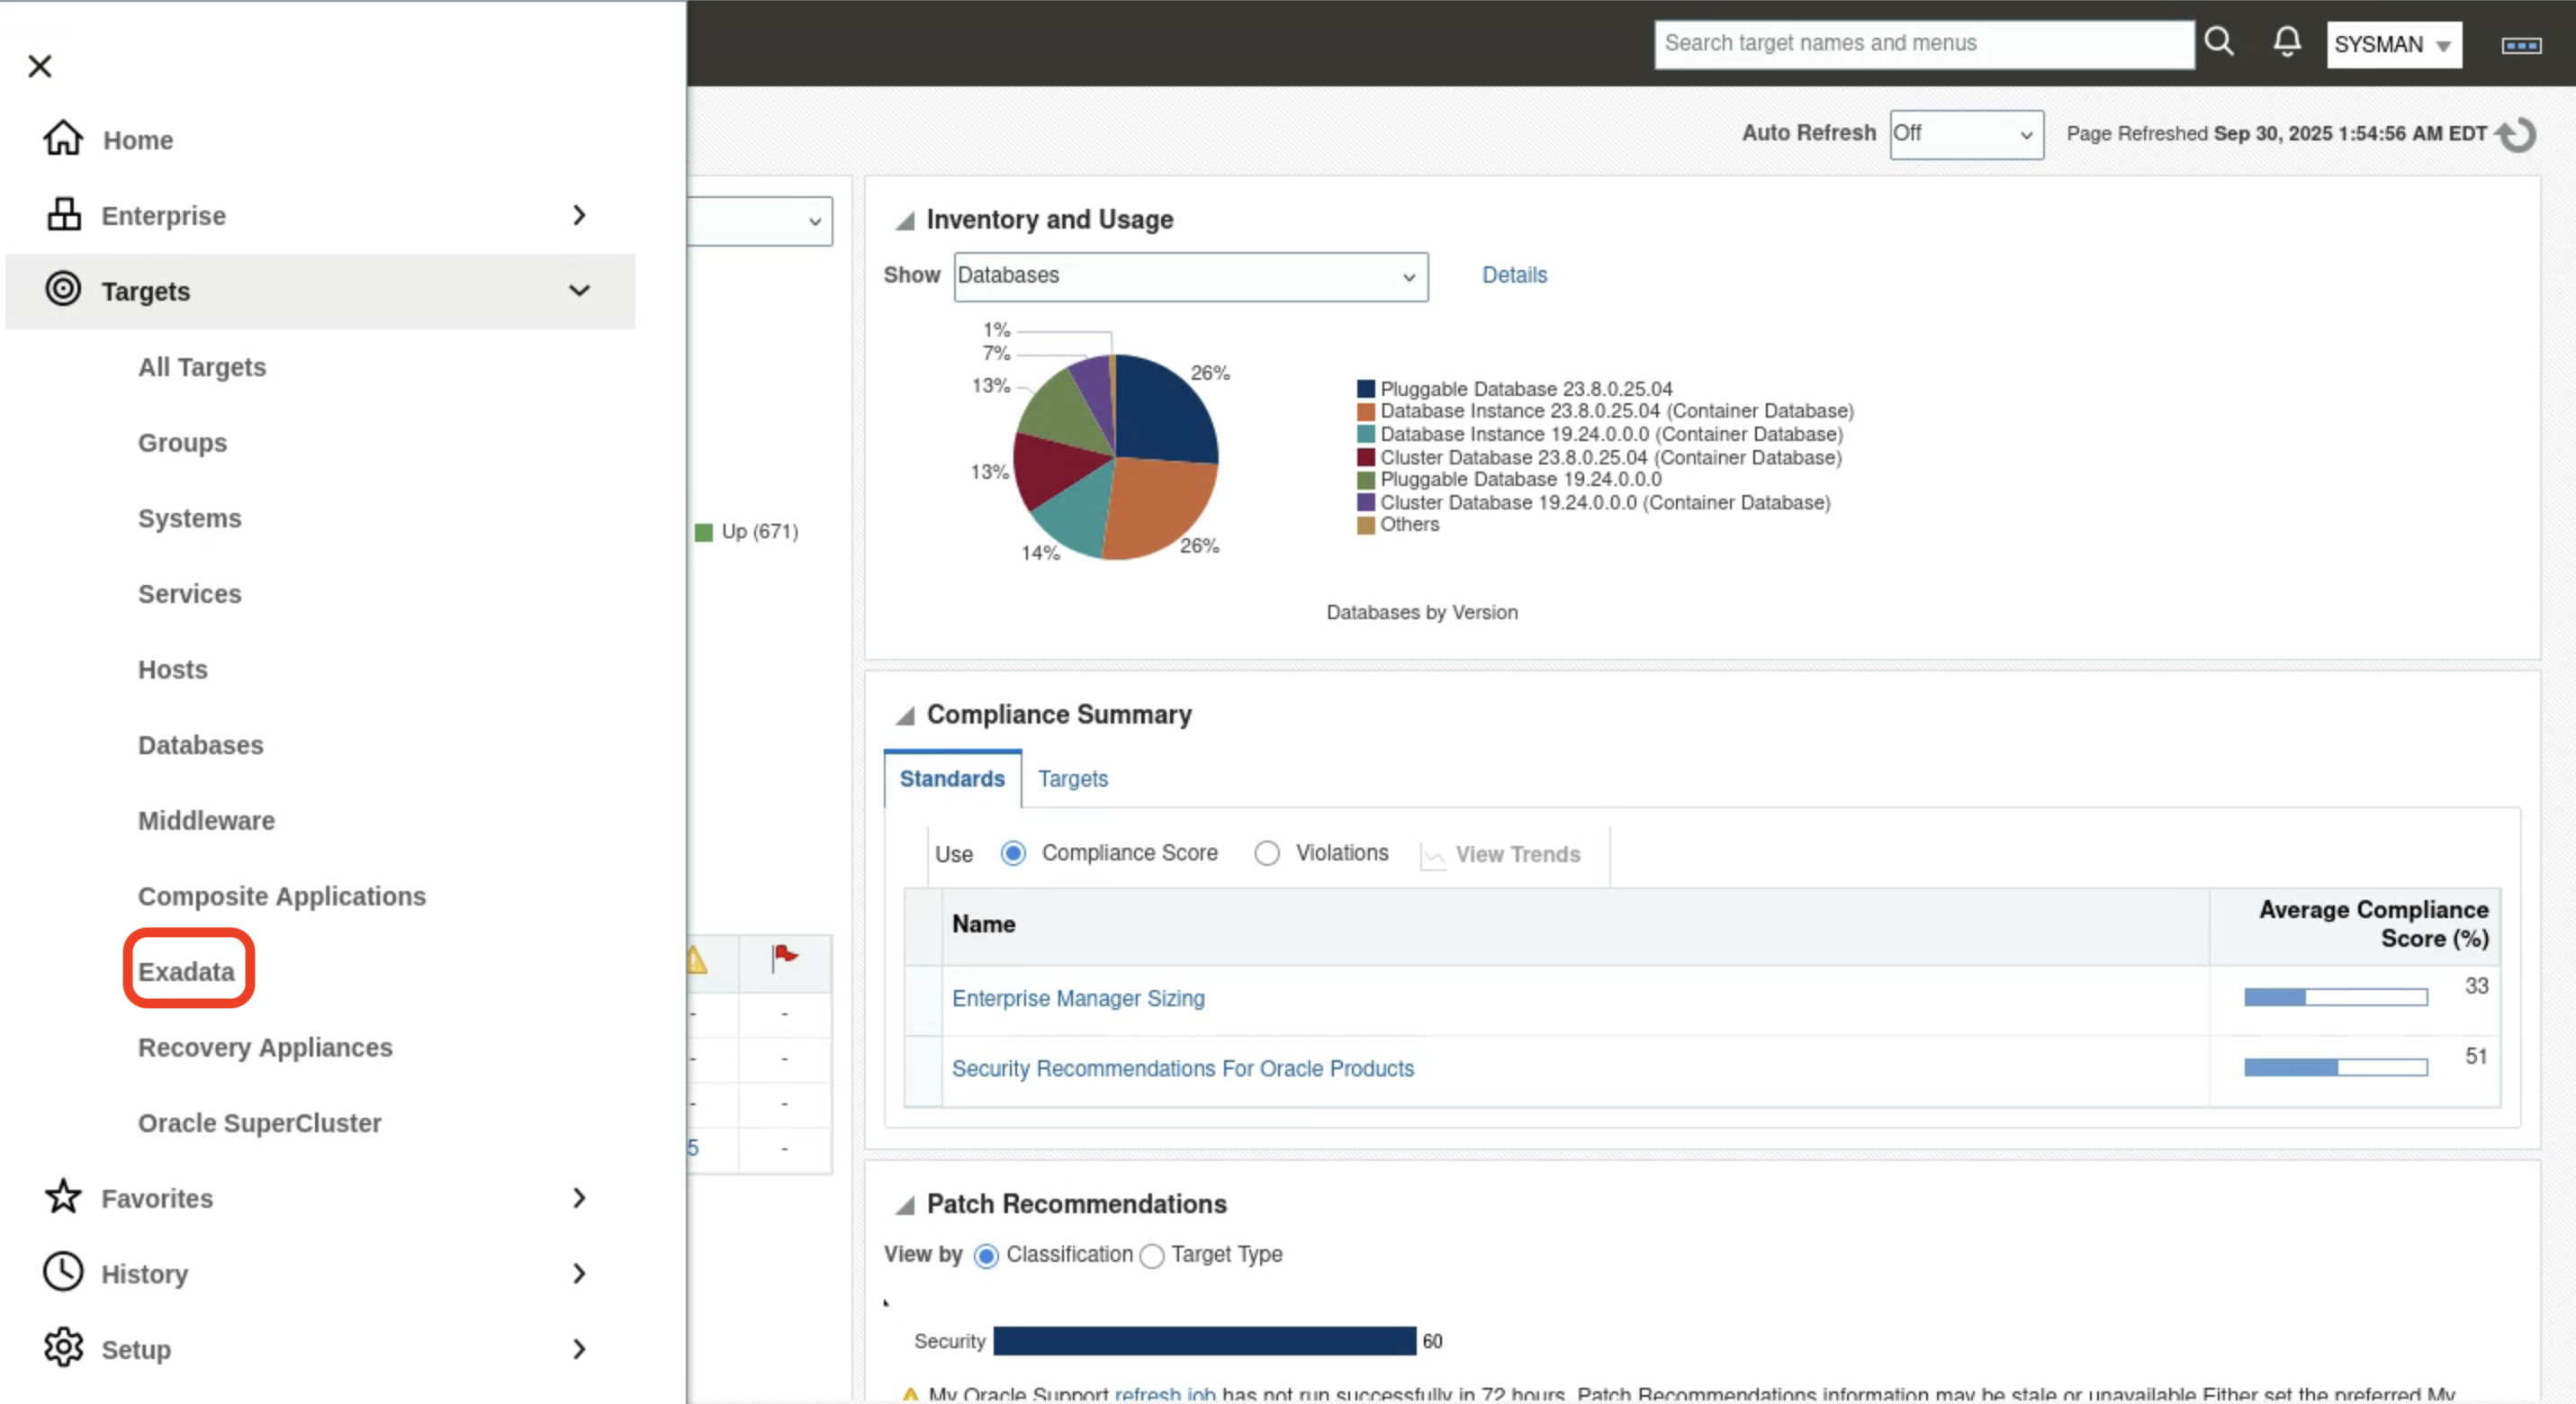 Search target names and menus
SYSMAN
Home
Enterprise
Targets
All Targets
Groups
Systems
Services
Hosts
Databases
Middleware
Composite Applications
Exadata
Recovery Appliances
Oracle SuperCluster
Favorites
History
Setup
Auto Refresh Off Page Refreshed Sep 30, 2025 1:54:56 AM EDT
Up (671)
-
-
-
-
-
-
5 -
Inventory and Usage
Show Databases Details
1%
7%
13%
13%
14%
26%
26%
Pluggable Database 23.8.0.25.04
Database Instance 23.8.0.25.04 (Container Database)
Database Instance 19.24.0.0.0 (Container Database)
Cluster Database 23.8.0.25.04 (Container Database)
Pluggable Database 19.24.0.0.0
Cluster Database 19.24.0.0.0 (Container Database)
Others
Databases by Version
Compliance Summary
Standards Targets
Use Compliance Score Violations View Trends
Name
Average Compliance
Score (%)
Enterprise Manager Sizing 33
Security Recommendations For Oracle Products 51
Patch Recommendations
View by Classification Target Type
Security 60
My Oracle Support refresh job has not run successfully in 72 hours. Patch Recommendations information may be stale or unavailable Either set the preferred My